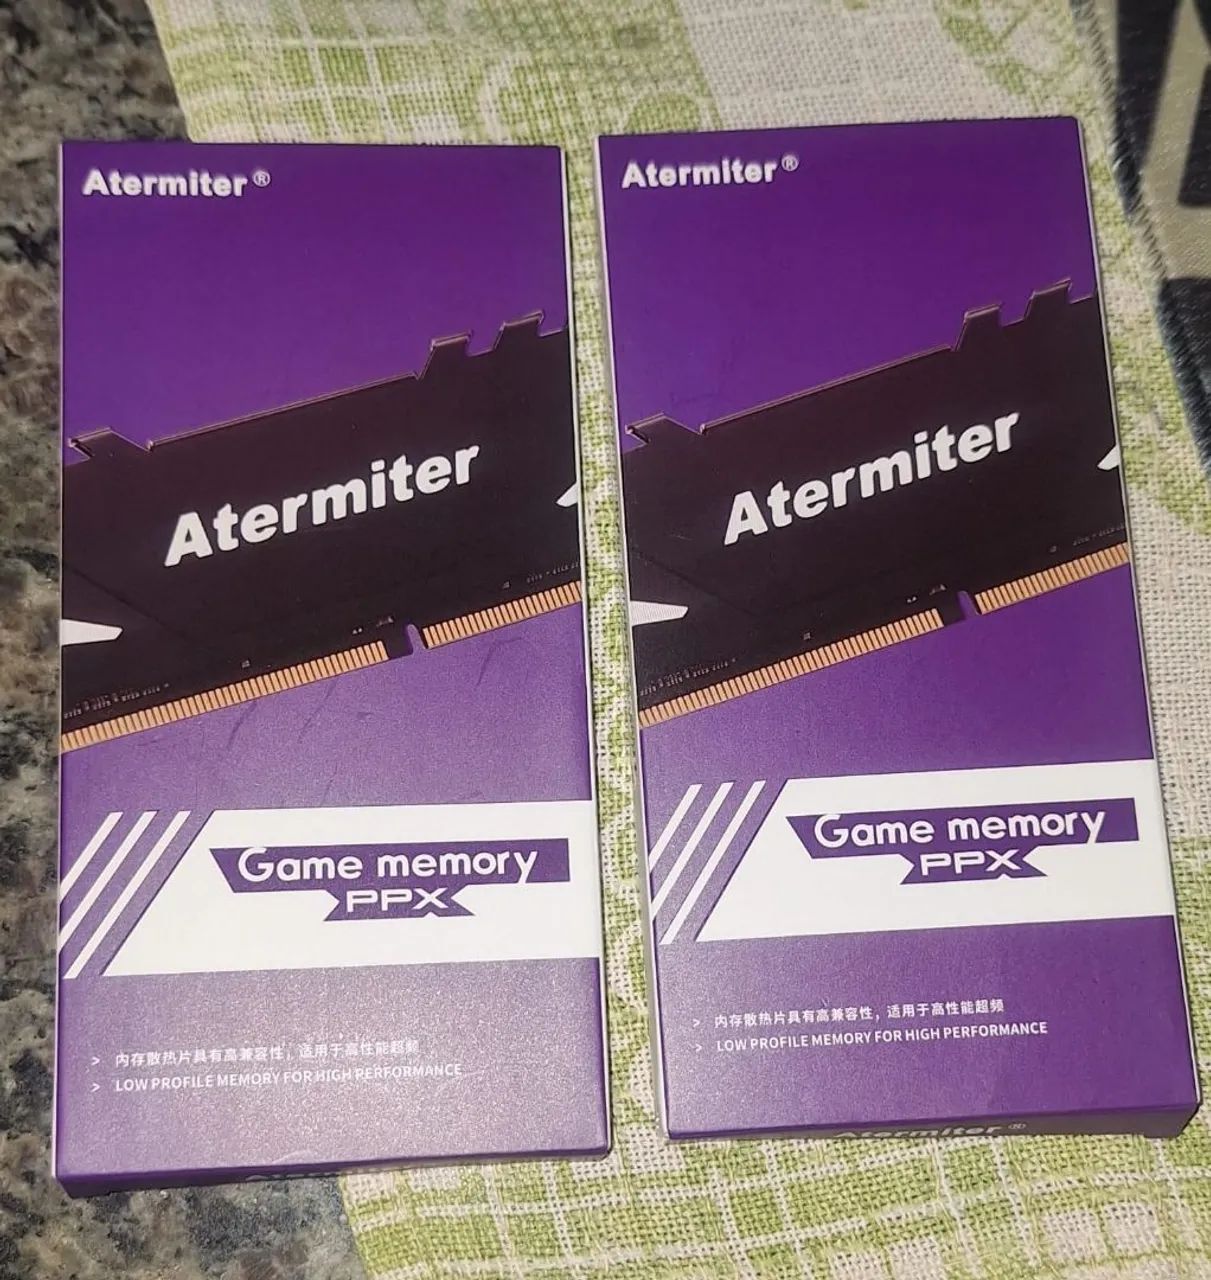 Atermiter®
Atermiter
Game memory
PPX
> 内存散热片具有高兼容性，适用于高性能超频
> LOW PROFILE MEMORY FOR HIGH PERFORMANCE
Atermiter®
Atermiter
Game memory
PPX
> 内存散热片具有高兼容性，适用于高性能超频
> LOW PROFILE MEMORY FOR HIGH PERFORMANCE
Atermiter®